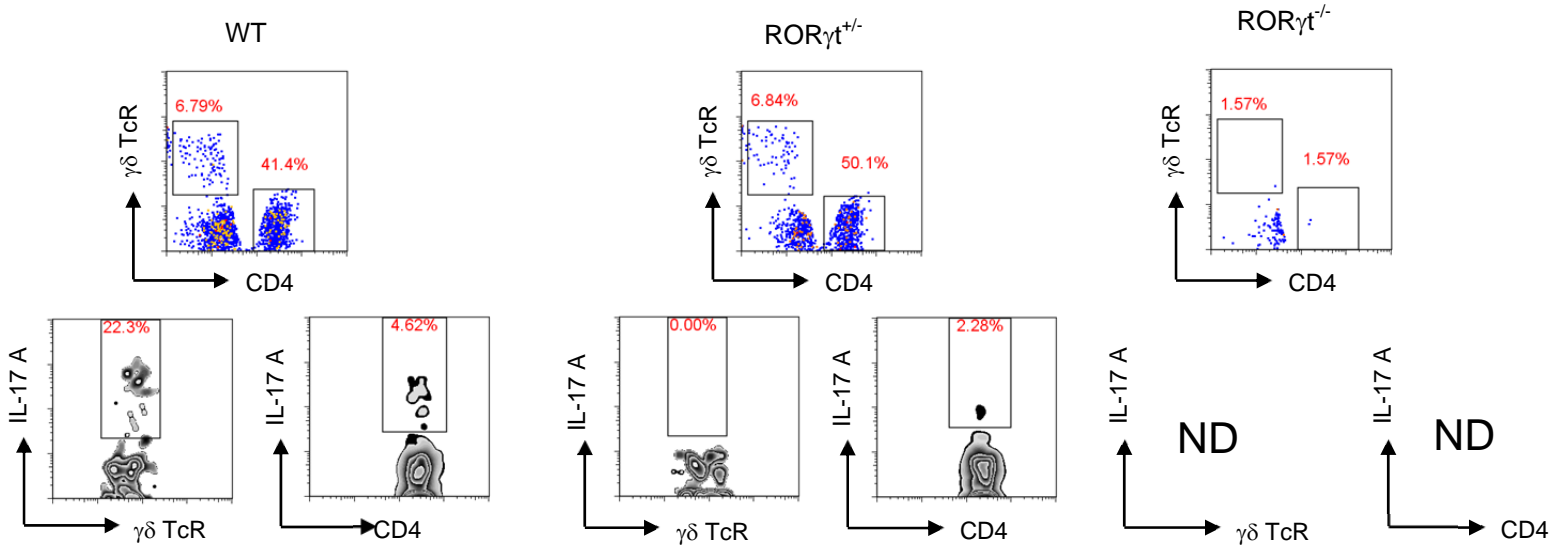 WT
RORγt+/-
RORγt-/-
6.79%
41.4%
γδ TcR
CD4
6.84%
50.1%
γδ TcR
CD4
1.57%
1.57%
γδ TcR
CD4
22.3%
IL-17 A
γδ TcR
4.62%
IL-17 A
CD4
0.00%
IL-17 A
γδ TcR
2.28%
IL-17 A
CD4
IL-17 A
ND
γδ TcR
IL-17 A
ND
CD4